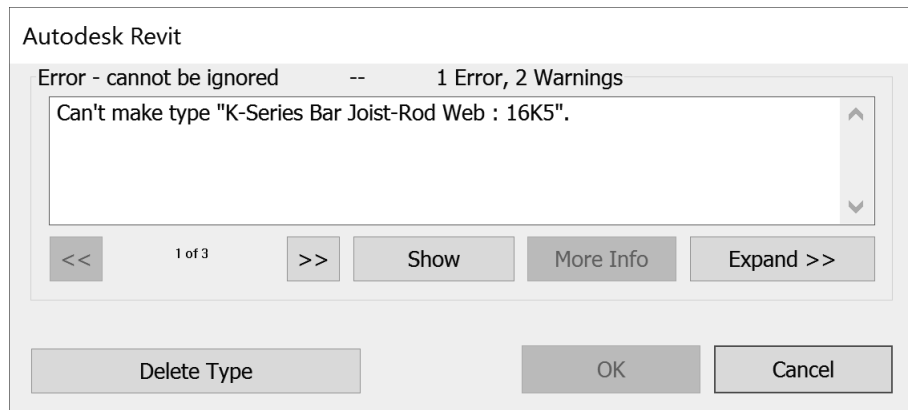 Autodesk Revit
Error - cannot be ignored -- 1 Error, 2 Warnings
Can't make type "K-Series Bar Joist-Rod Web : 16K5".
<< 1 of 3 >> Show More Info Expand >>
Delete Type OK Cancel